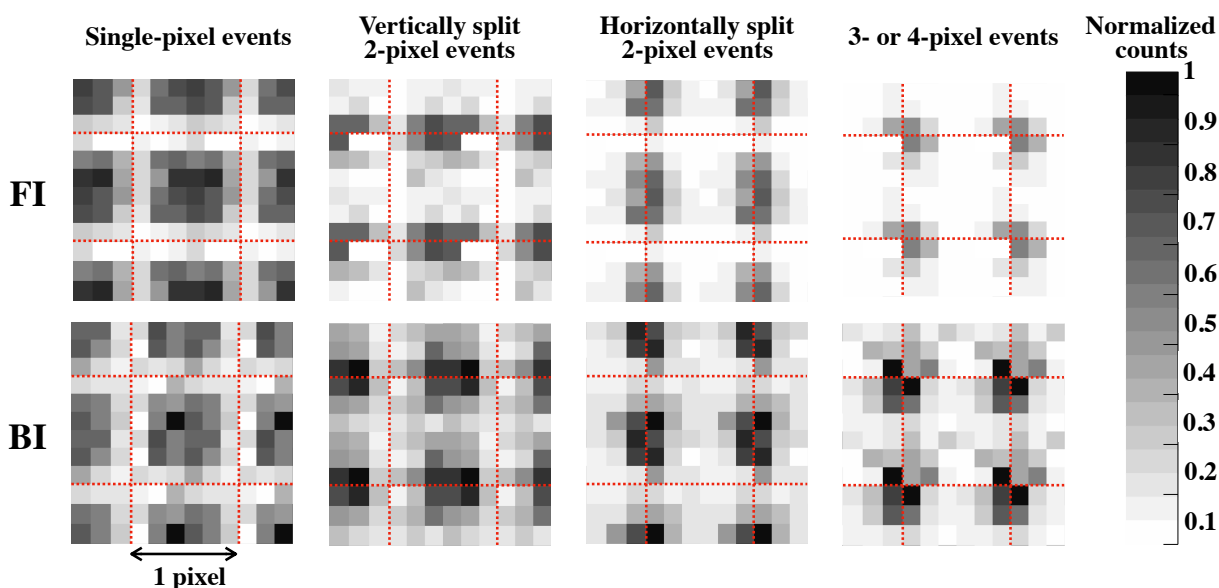 Single-pixel events
Vertically split
2-pixel events
Horizontally split
2-pixel events
3- or 4-pixel events
Normalized
counts
FI
BI
1
0.9
0.8
0.7
0.6
0.5
0.4
0.3
0.2
0.1
1 pixel